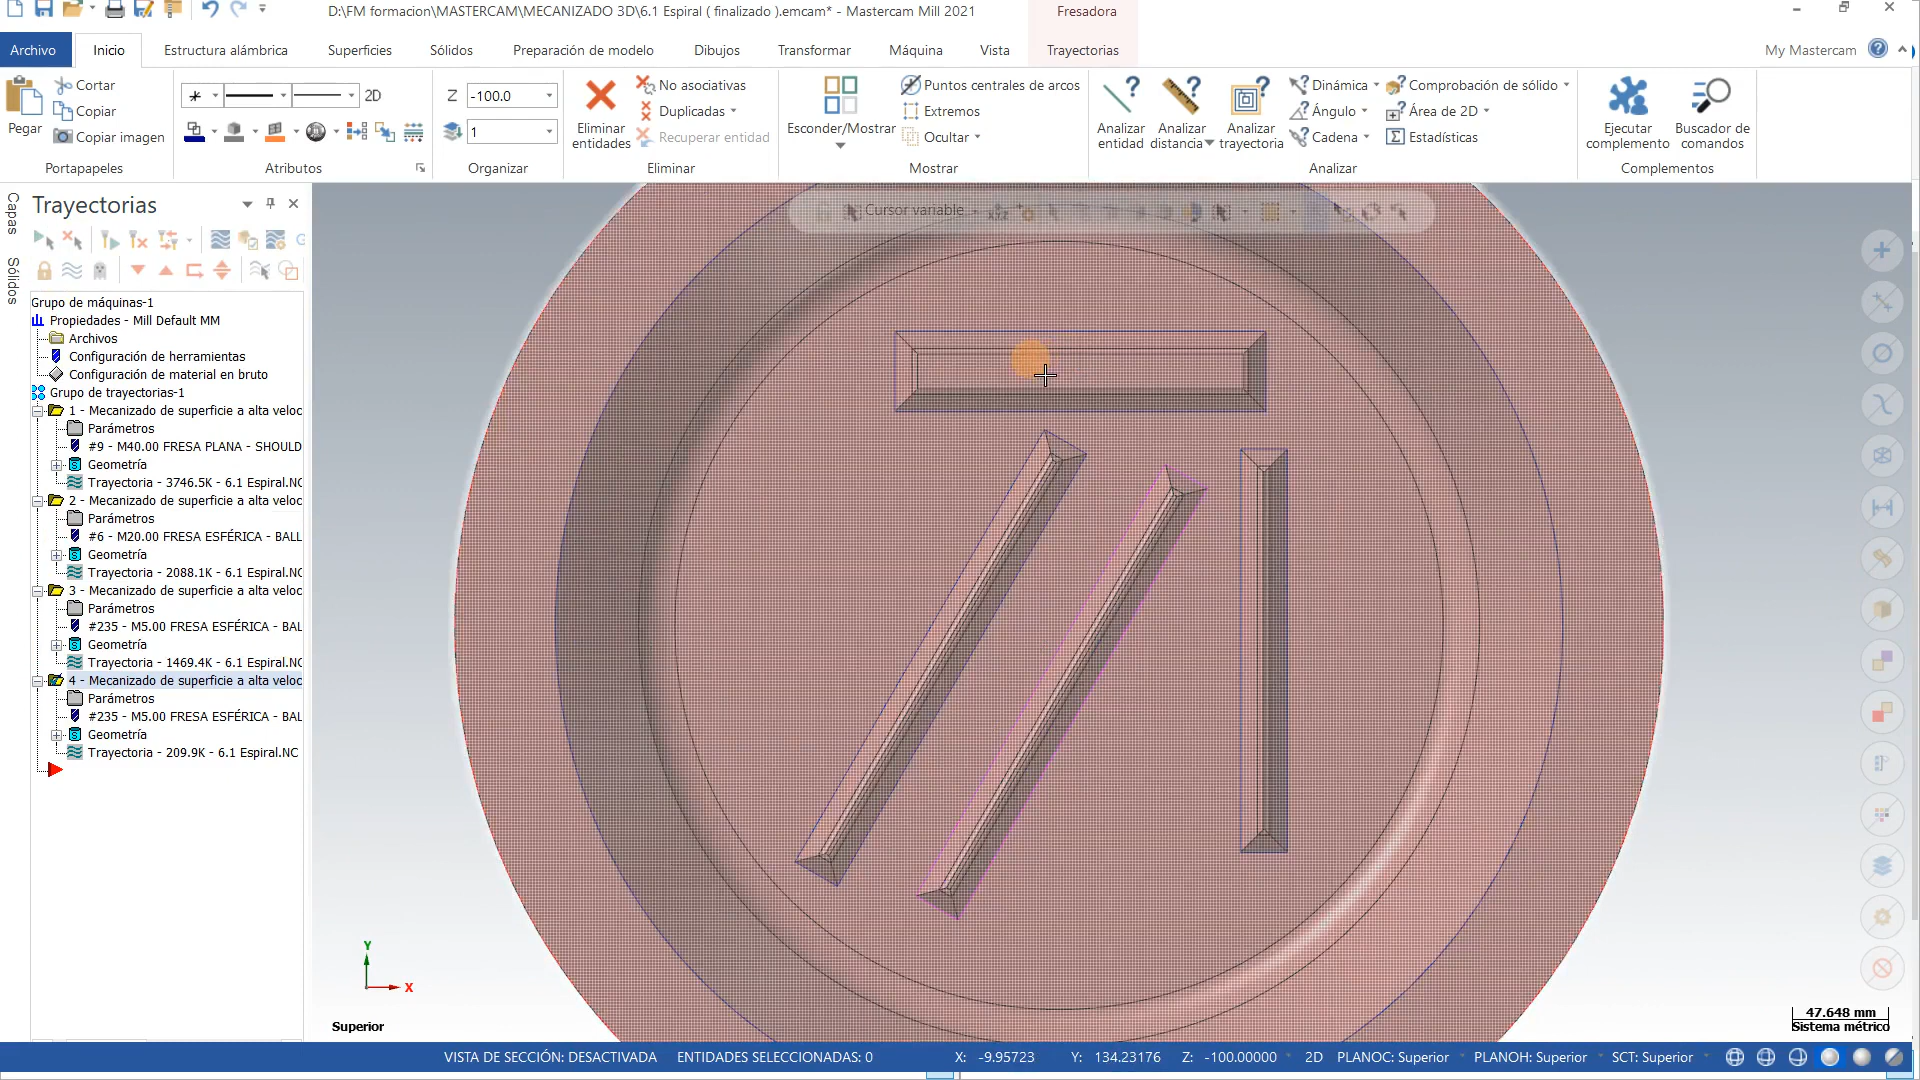 D:\FM formacion\MASTERCAM\MECANIZADO 3D\6.1 Espiral ( finalizado ).emcam* - Mastercam Mill 2021
Fresadora
Archivo
Inicio
Estructura alámbrica
Superficies
Sólidos
Preparación de modelo
Dibujos
Transformar
Máquina
Vista
Trayectorias
My Mastercam
Pegar
Cortar
Copiar
Copiar imagen
Portapapeles
2D
Atributos
Z
-100.0
1
Organizar
Eliminar entidades
No asociativas
Duplicadas
Recuperar entidad
Eliminar
Esconder/Mostrar
Puntos centrales de arcos
Extremos
Ocultar
Mostrar
Analizar entidad
Analizar distancia
Analizar trayectoria
Dinámica
Ángulo
Cadena
Comprobación de sólido
Área de 2D
Estadísticas
Analizar
Ejecutar complemento
Buscador de comandos
Complementos
Capas
Sólidos
Trayectorias
Cursor variable
Grupo de máquinas-1
Propiedades - Mill Default MM
Archivos
Configuración de herramientas
Configuración de material en bruto
Grupo de trayectorias-1
1 - Mecanizado de superficie a alta veloc
Parámetros
#9 - M40.00 FRESA PLANA - SHOULD
Geometría
Trayectoria - 3746.5K - 6.1 Espiral.NC
2 - Mecanizado de superficie a alta veloc
Parámetros
#6 - M20.00 FRESA ESFÉRICA - BALL
Geometría
Trayectoria - 2088.1K - 6.1 Espiral.NC
3 - Mecanizado de superficie a alta veloc
Parámetros
#235 - M5.00 FRESA ESFÉRICA - BAL
Geometría
Trayectoria - 1469.4K - 6.1 Espiral.NC
4 - Mecanizado de superficie a alta veloc
Parámetros
#235 - M5.00 FRESA ESFÉRICA - BAL
Geometría
Trayectoria - 209.9K - 6.1 Espiral.NC
Y
X
Superior
47.648 mm
Sistema métrico
VISTA DE SECCIÓN: DESACTIVADA
ENTIDADES SELECCIONADAS: 0
X: -9.95723
Y: 134.23176
Z: -100.00000
2D
PLANOC: Superior
PLANOH: Superior
SCT: Superior